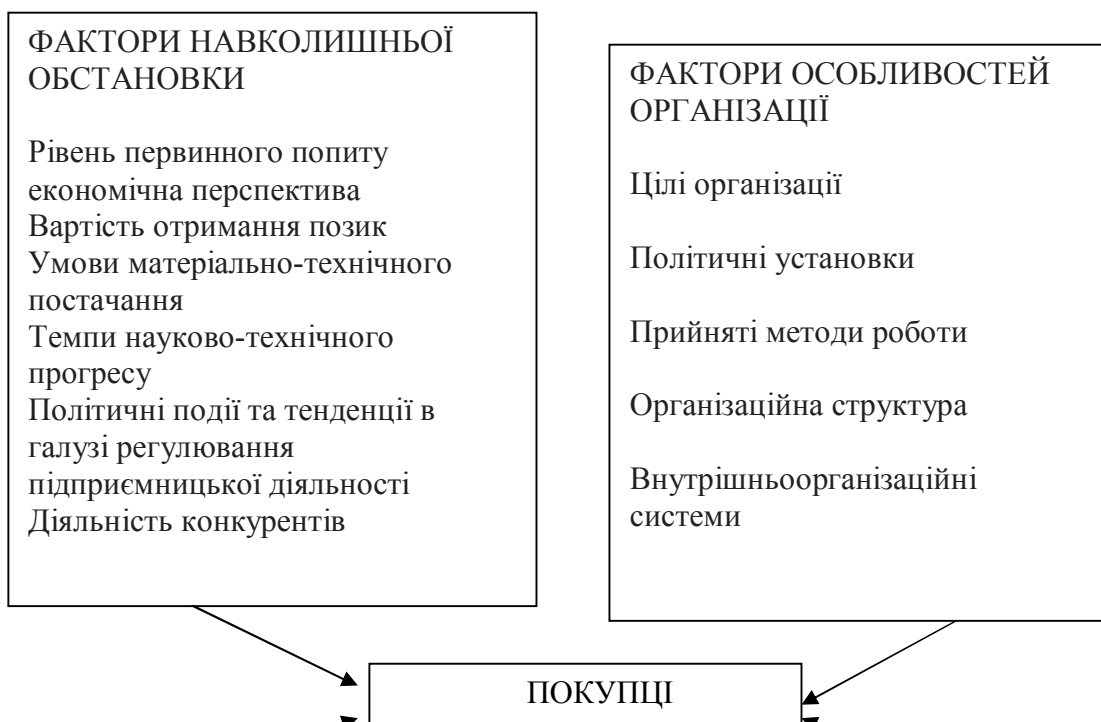 ФАКТОРИ НАВКОЛИШНЬОЇ
ОБСТАНОВКИ
Рівень первинного попиту
економічна перспектива
Вартість отримання позик
Умови матеріально-технічного
постачання
Темпи науково-технічного
прогресу
Політичні події та тенденції в
галузі регулювання
підприємницької діяльності
Діяльність конкурентів
ФАКТОРИ ОСОБЛИВОСТЕЙ
ОРГАНІЗАЦІЇ
Цілі організації
Політичні установки
Прийняті методи роботи
Організаційна структура
Внутрішньоорганізаційні
системи
ПОКУПЦІ